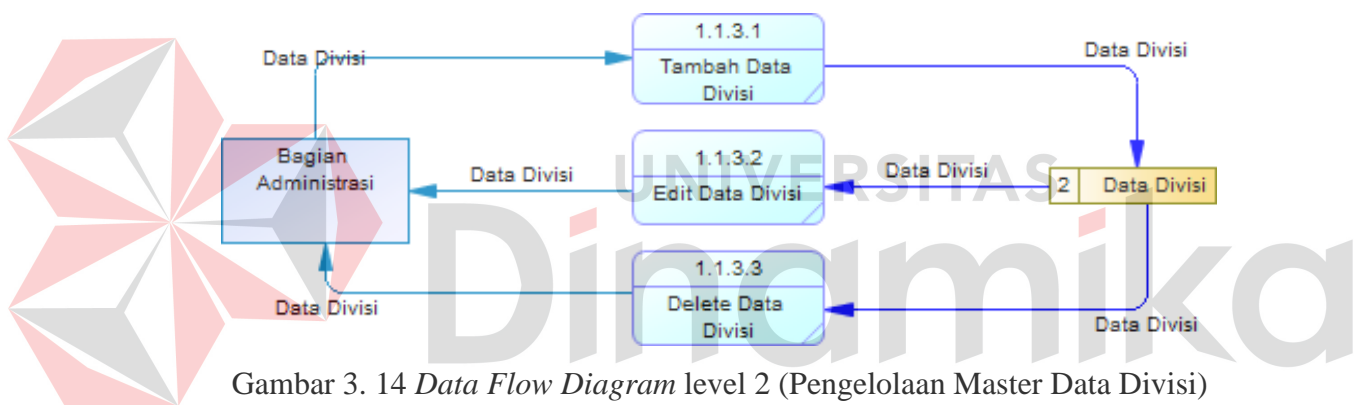 Data Divisi
1.1.3.1
Tambah Data
Divisi
Data Divisi
Bagian
Administrasi
Data Divisi
1.1.3.2
Edit Data Divisi
Data Divisi
2
Data Divisi
UNIVERSITAS
Dinamika
Data Divisi
1.1.3.3
Delete Data
Divisi
Data Divisi
Gambar 3. 14 Data Flow Diagram level 2 (Pengelolaan Master Data Divisi)